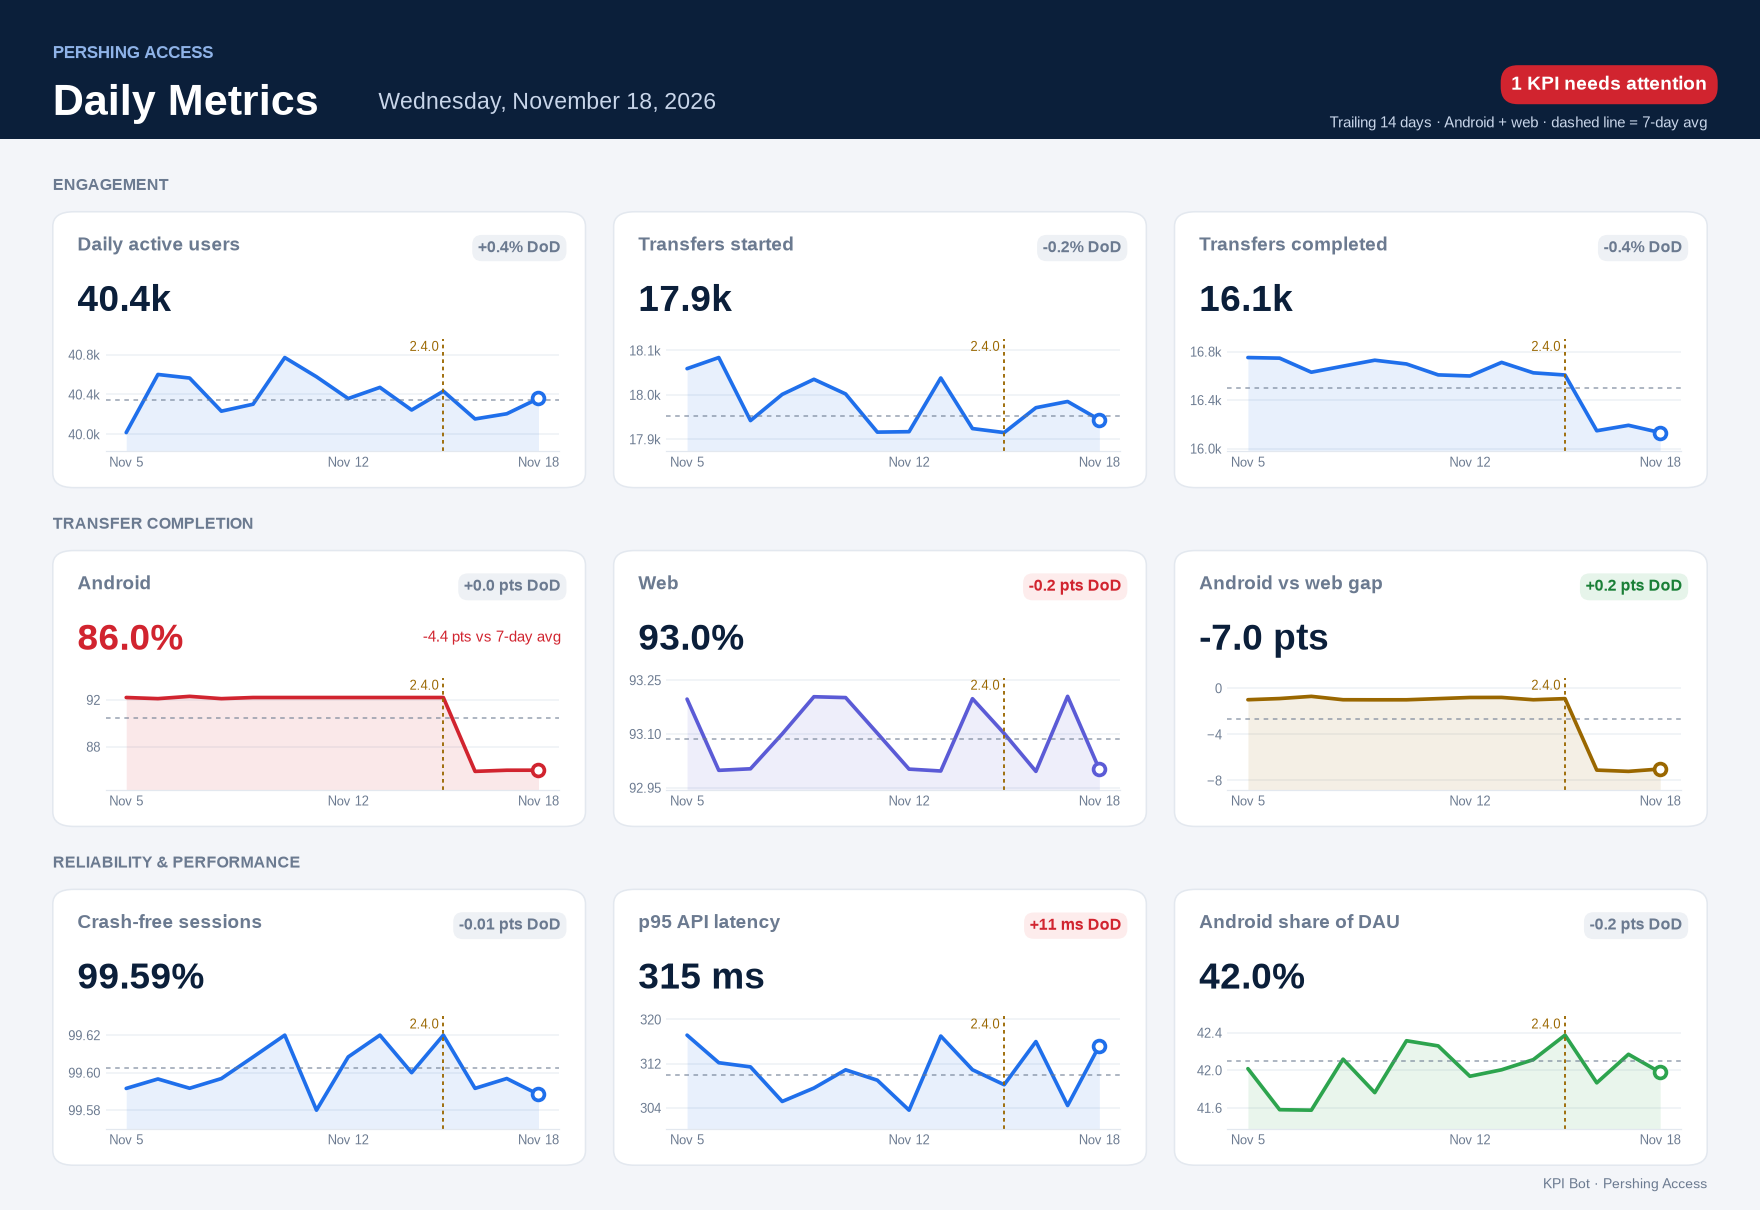 PERSHING ACCESS
Daily Metrics
Wednesday, November 18, 2026
1 KPI needs attention
Trailing 14 days · Android + web · dashed line = 7-day avg
ENGAGEMENT
Daily active users
+0.4% DoD
40.4k
2.4.0
40.8k
40.4k
40.0k
Nov 5
Nov 12
Nov 18
Transfers started
-0.2% DoD
17.9k
2.4.0
18.1k
18.0k
17.9k
Nov 5
Nov 12
Nov 18
Transfers completed
-0.4% DoD
16.1k
2.4.0
16.8k
16.4k
16.0k
Nov 5
Nov 12
Nov 18
TRANSFER COMPLETION
Android
+0.0 pts DoD
86.0%
-4.4 pts vs 7-day avg
2.4.0
92
88
Nov 5
Nov 12
Nov 18
Web
-0.2 pts DoD
93.0%
2.4.0
93.25
93.10
92.95
Nov 5
Nov 12
Nov 18
Android vs web gap
+0.2 pts DoD
-7.0 pts
2.4.0
0
−4
−8
Nov 5
Nov 12
Nov 18
RELIABILITY & PERFORMANCE
Crash-free sessions
-0.01 pts DoD
99.59%
2.4.0
99.62
99.60
99.58
Nov 5
Nov 12
Nov 18
p95 API latency
+11 ms DoD
315 ms
2.4.0
320
312
304
Nov 5
Nov 12
Nov 18
Android share of DAU
-0.2 pts DoD
42.0%
2.4.0
42.4
42.0
41.6
Nov 5
Nov 12
Nov 18
KPI Bot · Pershing Access